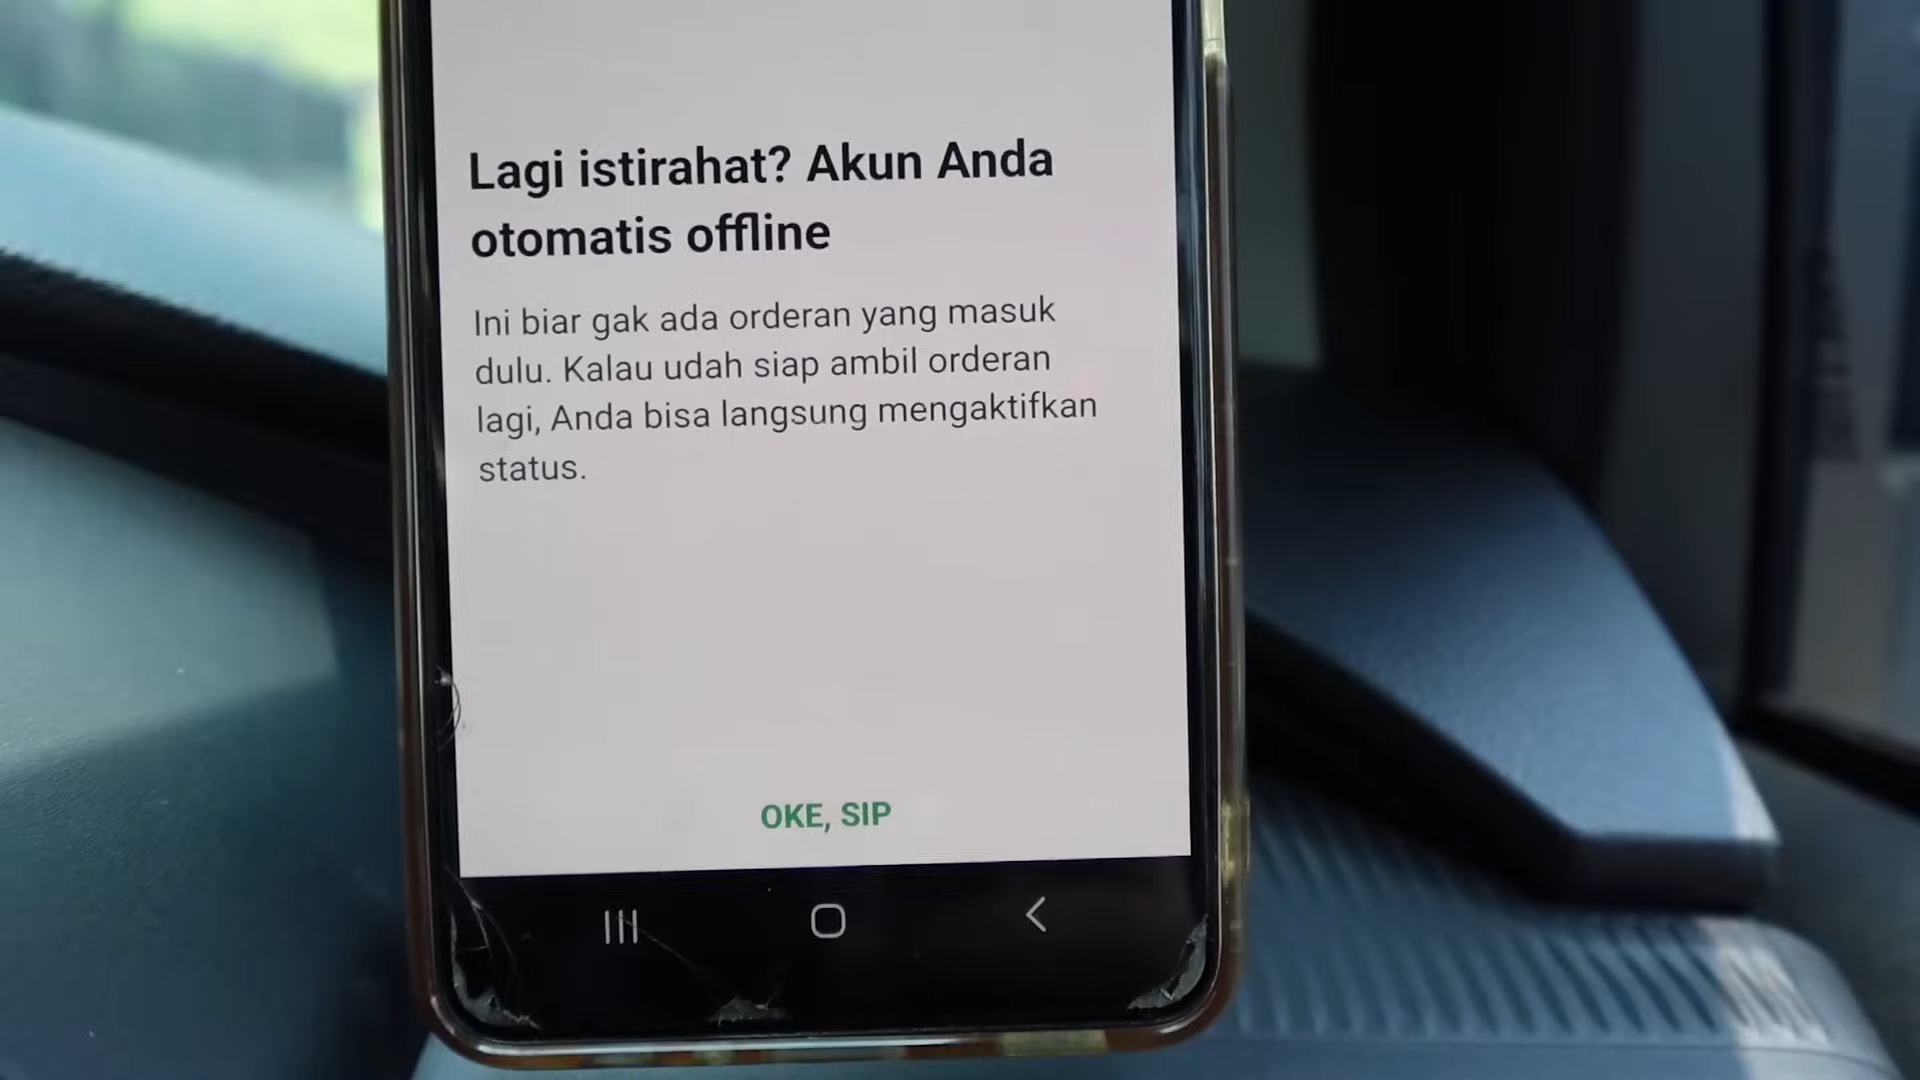 Lagi istirahat? Akun Anda
otomatis offline
Ini biar gak ada orderan yang masuk
dulu. Kalau udah siap ambil orderan
lagi, Anda bisa langsung mengaktifkan
status.
OKE, SIP